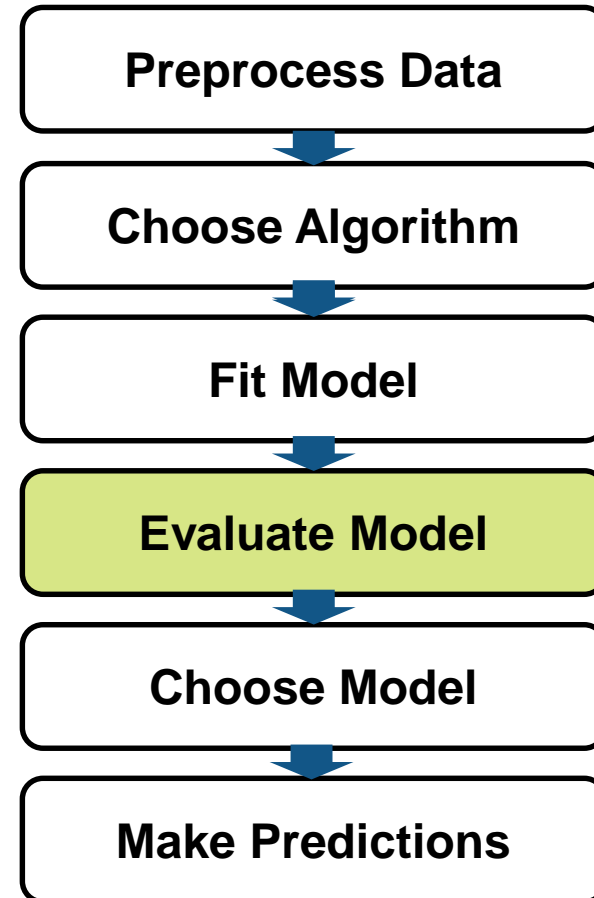 Preprocess Data
Choose Algorithm
Fit Model
Evaluate Model
Choose Model
Make Predictions